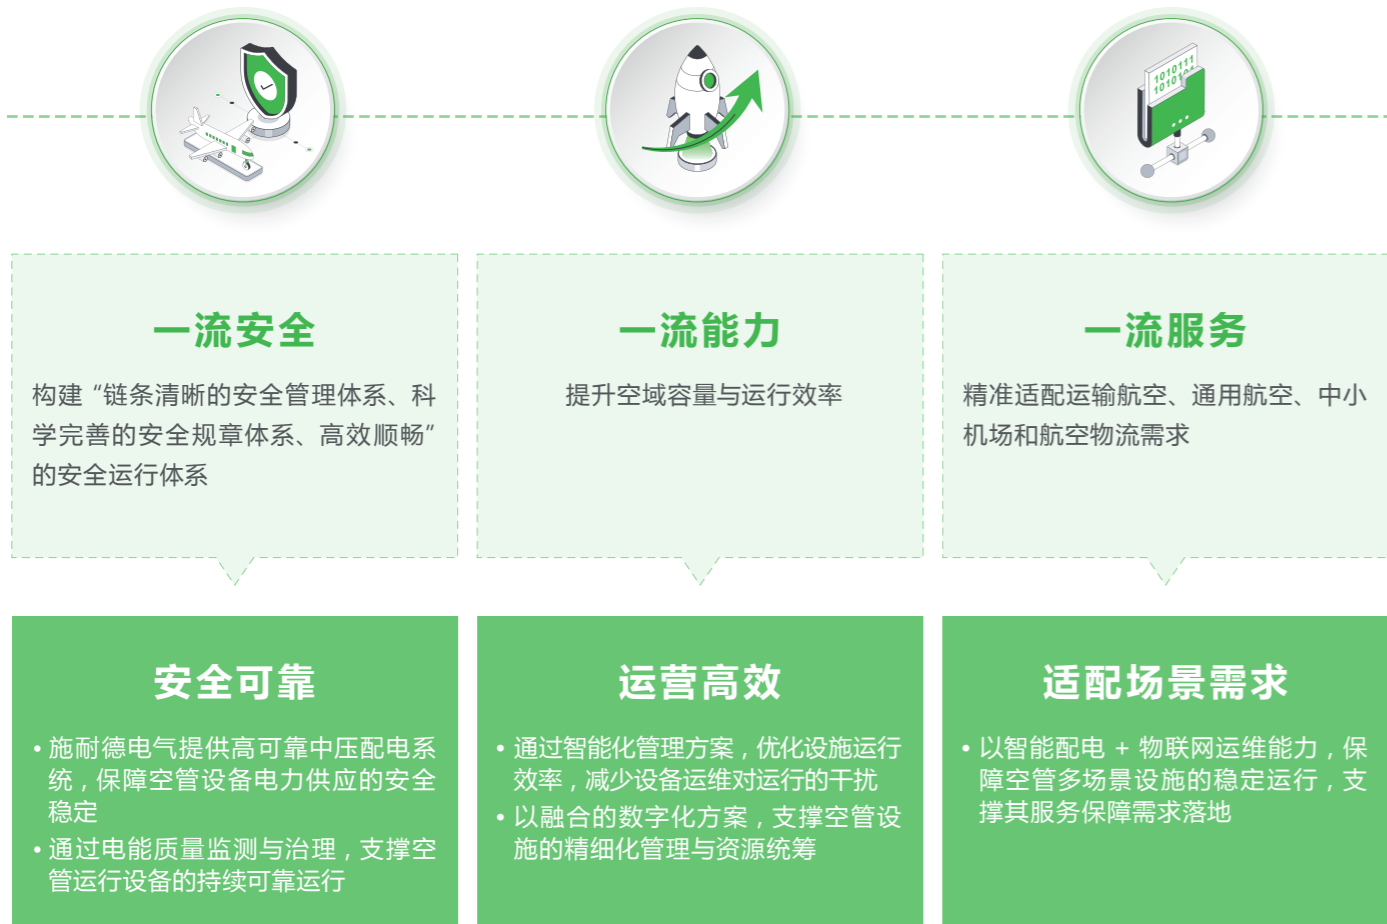 1010111
一流安全
构建“链条清晰的安全管理体系、科
学完善的安全规章体系、高效顺畅”
的安全运行体系
一流能力
提升空域容量与运行效率
一流服务
精准适配运输航空、通用航空、中小
机场和航空物流需求
安全可靠
• 施耐德电气提供高可靠中压配电系
统，保障空管设备电力供应的安全
稳定
• 通过电能质量监测与治理，支撑空
管运行设备的持续可靠运行
运营高效
• 通过智能化管理方案，优化设施运行
效率，减少设备运维对运行的干扰
• 以融合的数字化方案，支撑空管设
施的精细化管理与资源统筹
适配场景需求
• 以智能配电 + 物联网运维能力，保
障空管多场景设施的稳定运行，支
撑其服务保障需求落地